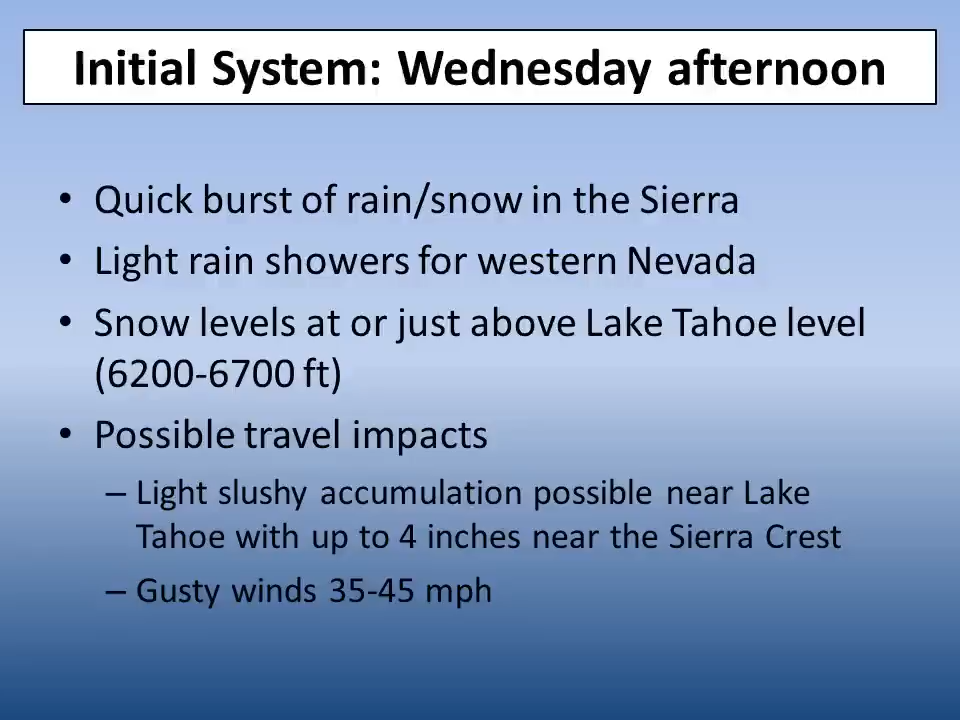 Initial System: Wednesday afternoon
• Quick burst of rain/snow in the Sierra
• Light rain showers for western Nevada
• Snow levels at or just above Lake Tahoe level
(6200-6700 ft)
• Possible travel impacts
– Light slushy accumulation possible near Lake
Tahoe with up to 4 inches near the Sierra Crest
– Gusty winds 35-45 mph